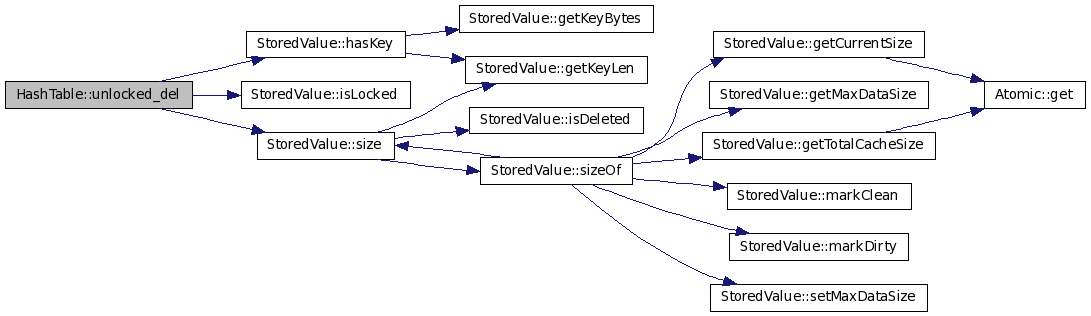 HashTable::unlocked_del
StoredValue::hasKey
StoredValue::isLocked
StoredValue::size
StoredValue::getKeyBytes
StoredValue::getKeyLen
StoredValue::isDeleted
StoredValue::sizeOf
StoredValue::getCurrentSize
StoredValue::getMaxDataSize
StoredValue::getTotalCacheSize
StoredValue::markClean
StoredValue::markDirty
StoredValue::setMaxDataSize
Atomic::get